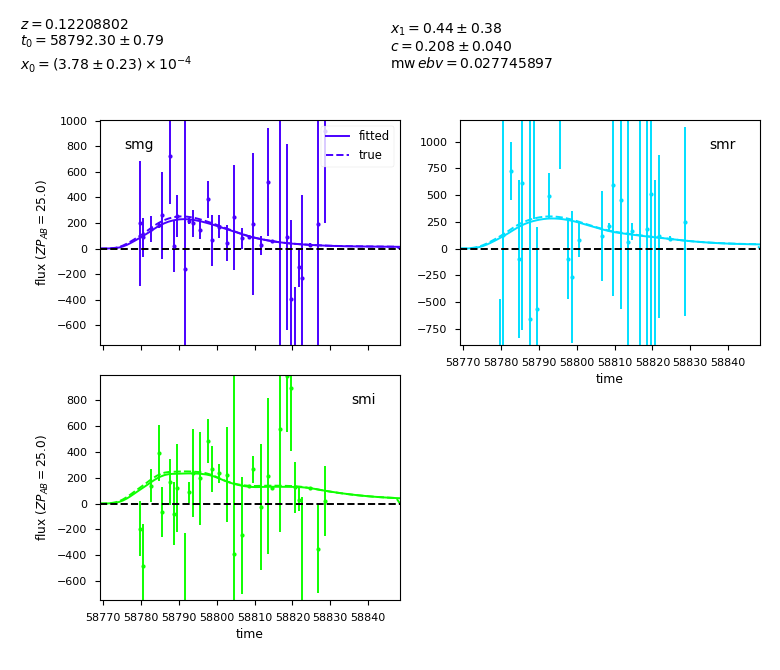 z = 0.12208802
t₀ = 58792.30 ± 0.79
x₀ = (3.78 ± 0.23) × 10⁻⁴
x₁ = 0.44 ± 0.38
c = 0.208 ± 0.040
mw ebv = 0.027745897
1000
800
600
400
200
0
−200
−400
−600
flux (ZP_AB = 25.0)
smg
fitted
true
1000
750
500
250
0
−250
−500
−750
smr
58770 58780 58790 58800 58810 58820 58830 58840
time
800
600
400
200
0
−200
−400
−600
flux (ZP_AB = 25.0)
smi
58770 58780 58790 58800 58810 58820 58830 58840
time